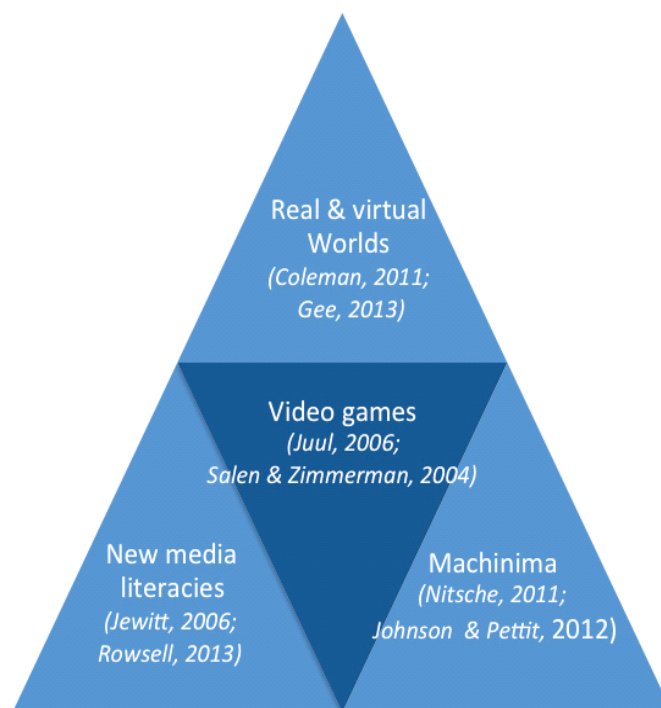 Real & virtual
Worlds
(Coleman, 2011;
Gee, 2013)
Video games
(Juul, 2006;
Salen & Zimmerman, 2004)
New media
literacies
(Jewitt, 2006;
Rowsell, 2013)
Machinima
(Nitsche, 2011;
Johnson & Pettit, 2012)